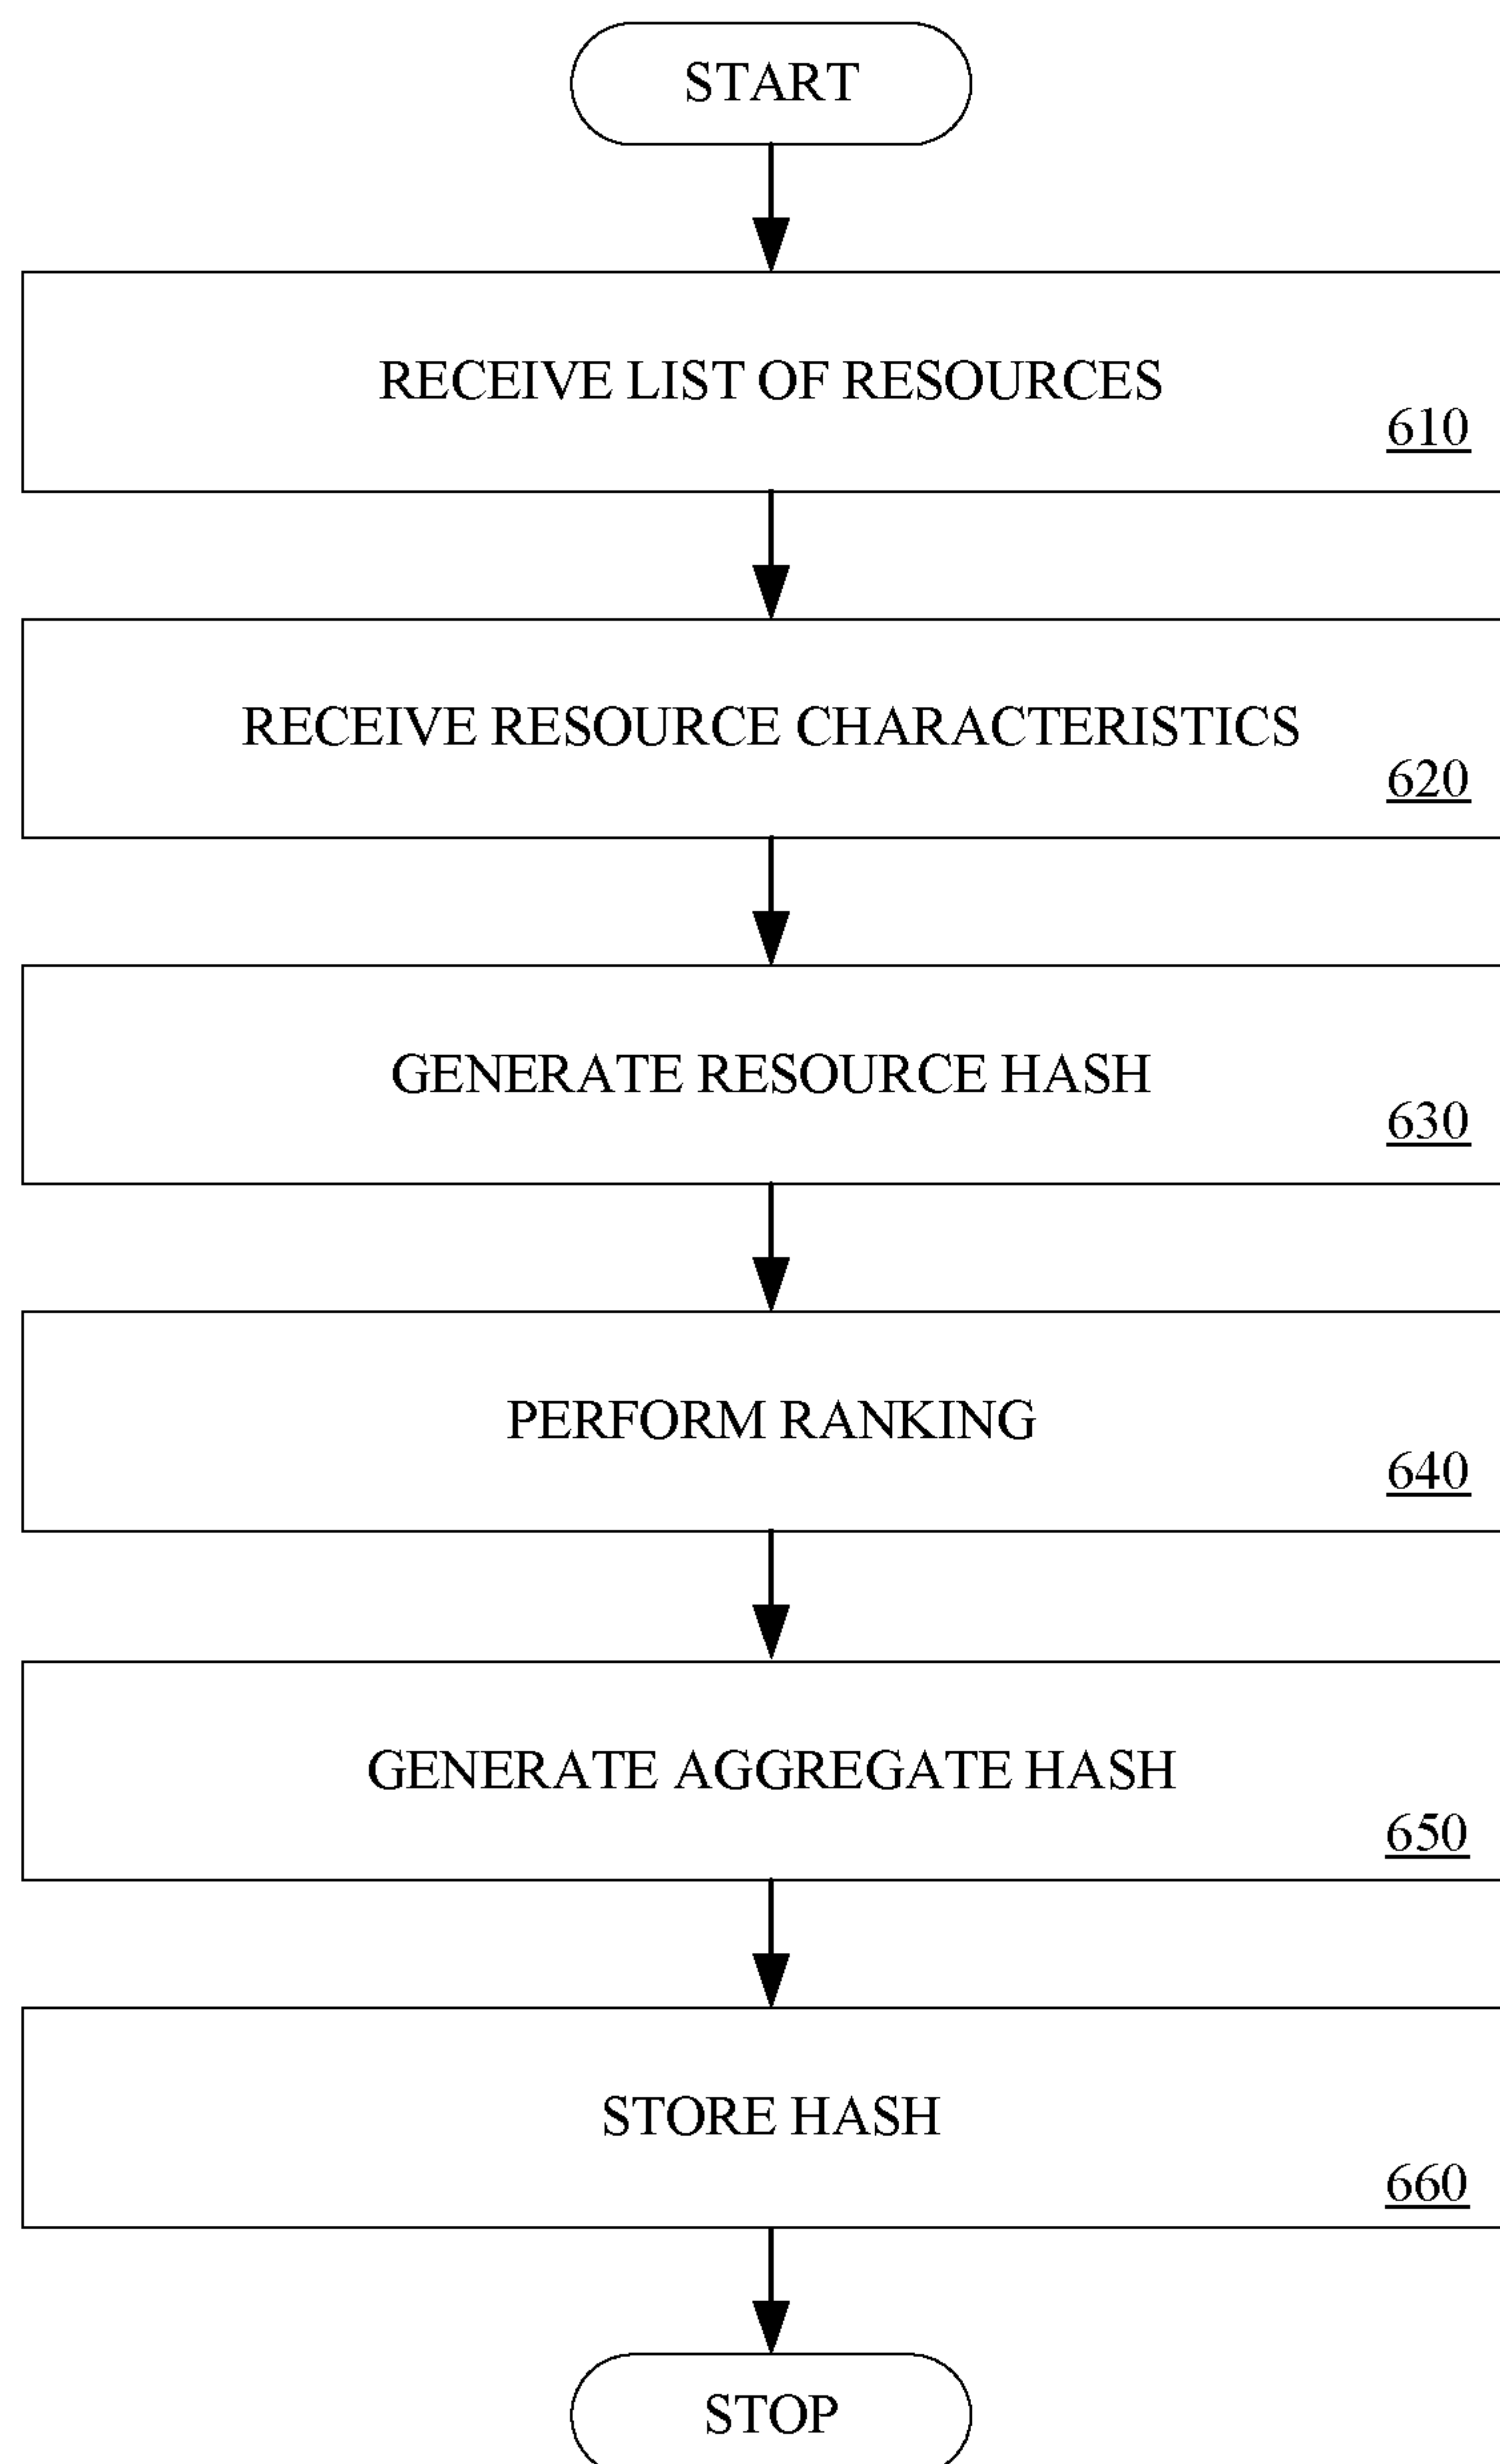 START
RECEIVE LIST OF RESOURCES
610
RECEIVE RESOURCE CHARACTERISTICS
620
GENERATE RESOURCE HASH
630
PERFORM RANKING
640
GENERATE AGGREGATE HASH
650
STORE HASH
660
STOP